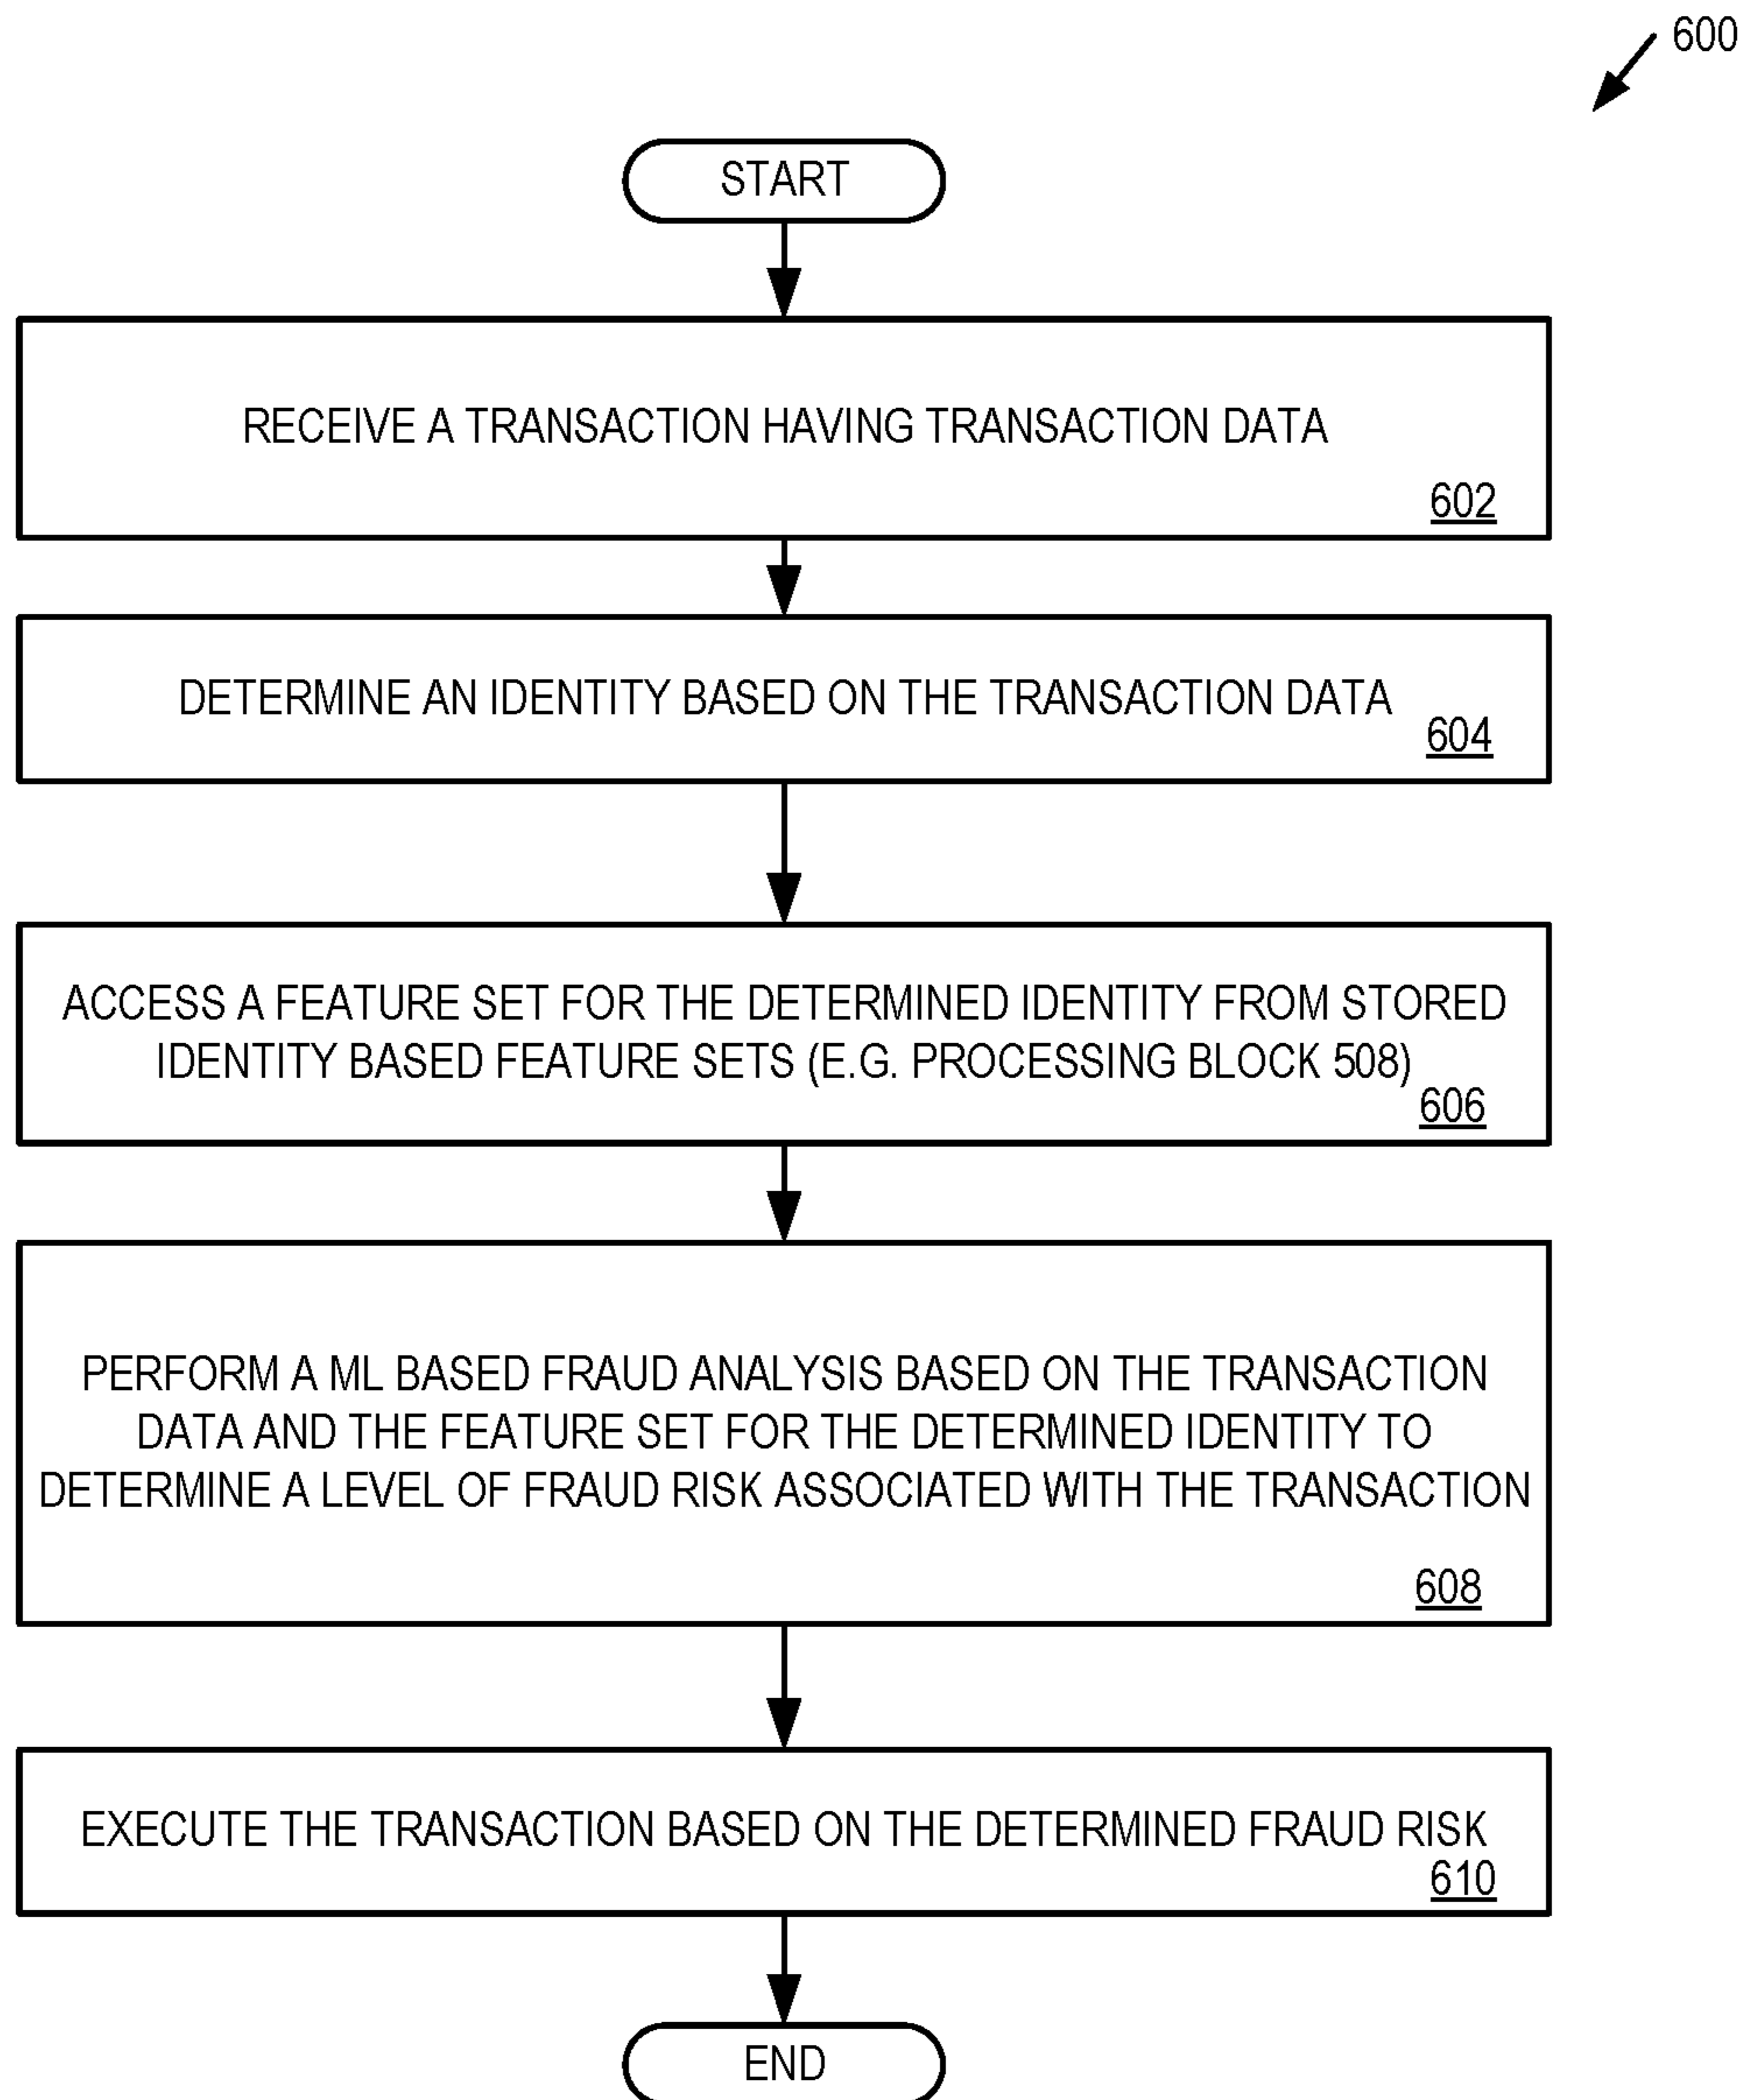 600
START
RECEIVE A TRANSACTION HAVING TRANSACTION DATA
602
DETERMINE AN IDENTITY BASED ON THE TRANSACTION DATA
604
ACCESS A FEATURE SET FOR THE DETERMINED IDENTITY FROM STORED
IDENTITY BASED FEATURE SETS (E.G. PROCESSING BLOCK 508)
606
PERFORM A ML BASED FRAUD ANALYSIS BASED ON THE TRANSACTION
DATA AND THE FEATURE SET FOR THE DETERMINED IDENTITY TO
DETERMINE A LEVEL OF FRAUD RISK ASSOCIATED WITH THE TRANSACTION
608
EXECUTE THE TRANSACTION BASED ON THE DETERMINED FRAUD RISK
610
END